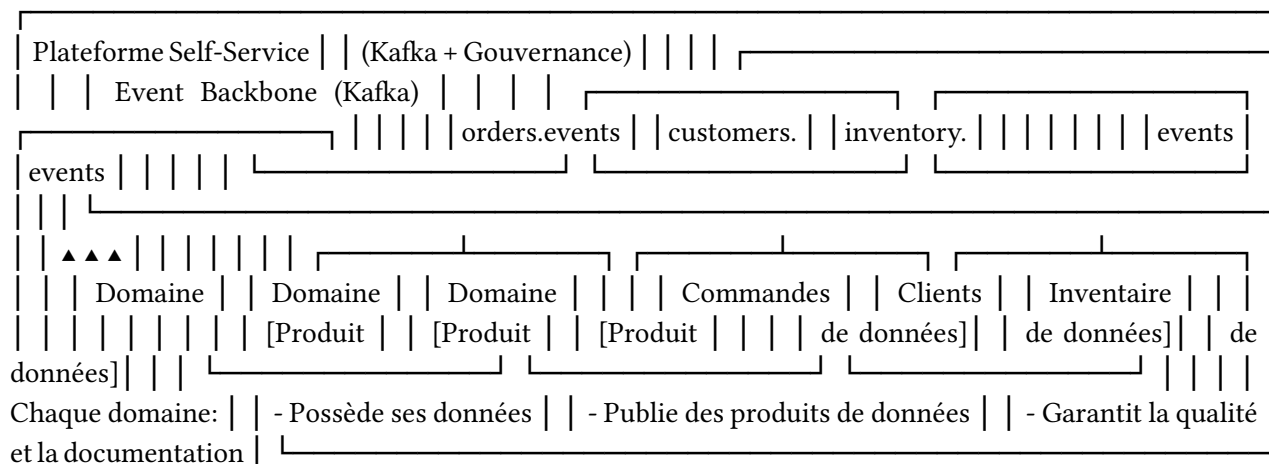 ┌──────────────────────────────
│ Plateforme Self-Service │ │ (Kafka + Gouvernance) │ │ │ │ ┌──────────────────
│ │ │ Event Backbone (Kafka) │ │ │ │ ┌─────────┐ ┌─────────┐
┌─────────┐ │ │ │ │ │orders.events │ │customers. │ │inventory. │ │ │ │ │ │ │ │events │
│events │ │ │ │ │ └─────────┘ └─────────┘ └─────────┘
│ │ │ └──────────────────────────────
│ │ ▲ ▲ ▲ │ │ │ │ │ │ │ ┌────┴────┐ ┌────┴────┐ ┌────┴────┐
│ │ │ Domaine │ │ Domaine │ │ Domaine │ │ │ │ Commandes │ │ Clients │ │ Inventaire │ │ │
│ │ │ │ │ │ │ │ [Produit │ │ [Produit │ │ [Produit │ │ │ │ de données]│ │ de données]│ │ de
données]│ │ │ └─────────┘ └─────────┘ └─────────┘ │ │ │ │
Chaque domaine: │ │ - Possède ses données │ │ - Publie des produits de données │ │ - Garantit la qualité
et la documentation │ └──────────────────────────────